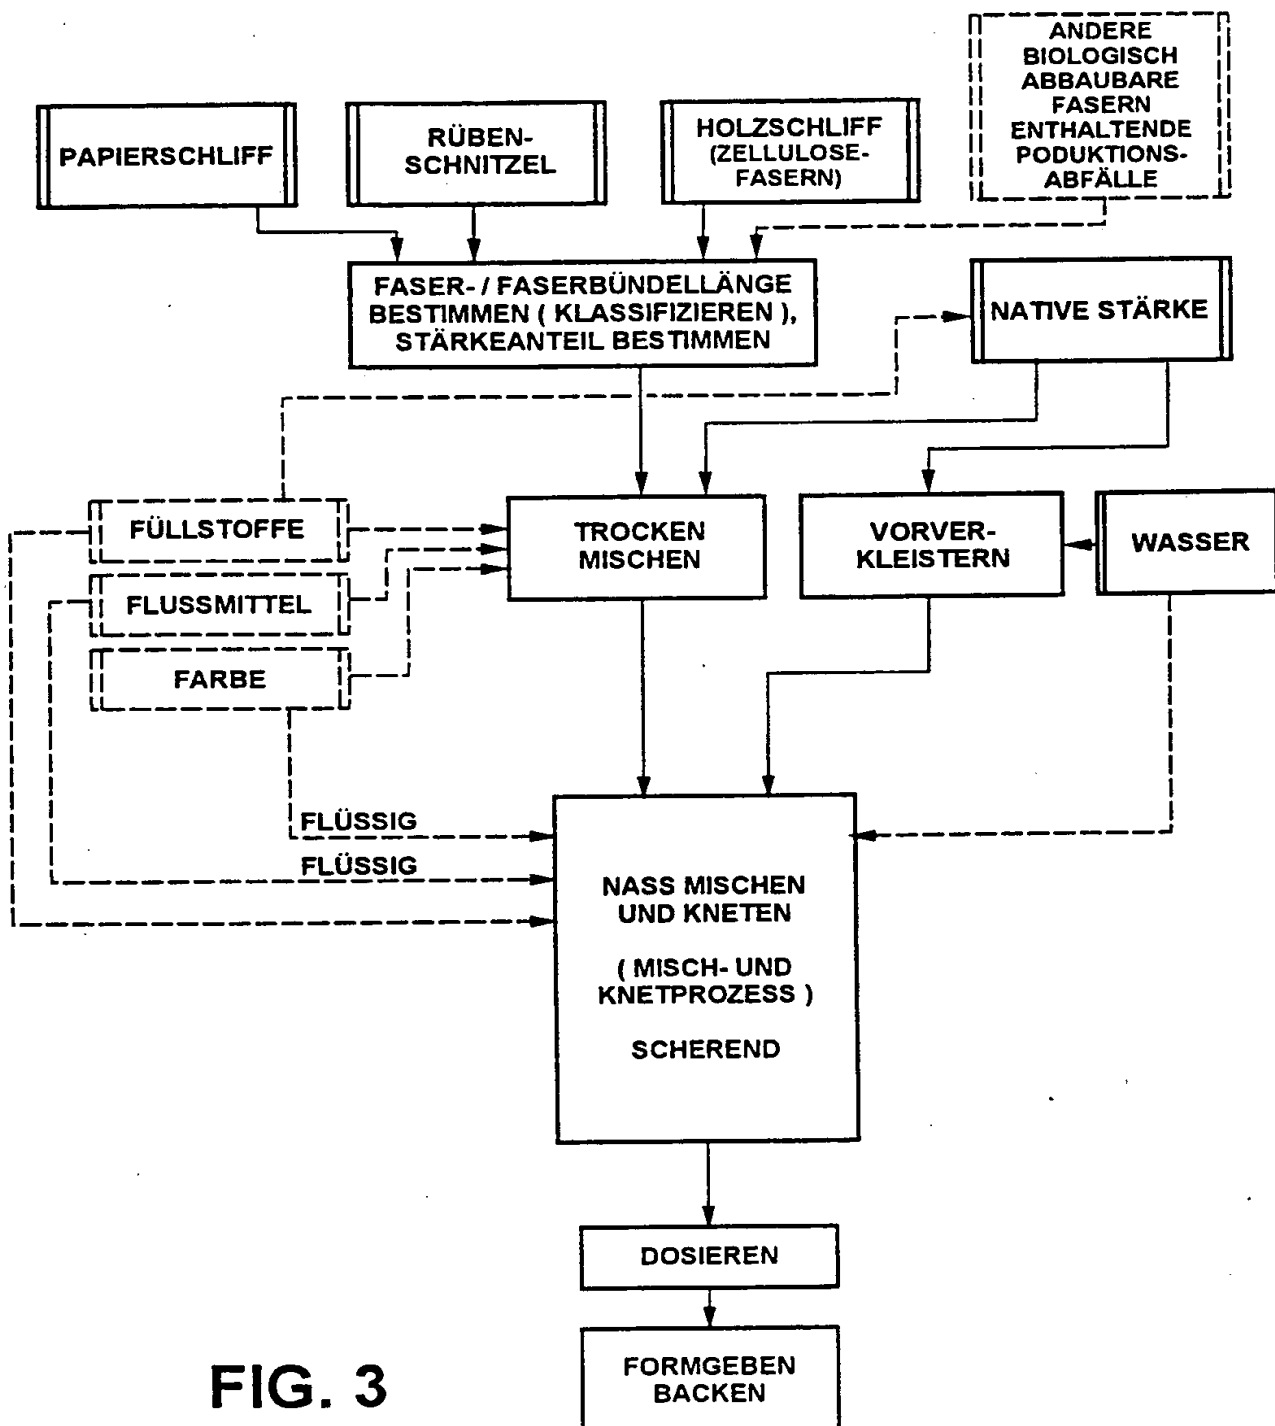 ANDERE
BIOLOGISCH
ABBAUBARE
FASERN
ENTHALTENDE
PODUKTIONS-
ABFÄLLE
PAPIERSCHLIFF
RÜBEN-
SCHNITZEL
HOLZSCHLIFF
(ZELLULOSE-
FASERN)
FASER- / FASERBÜNDELLÄNGE
BESTIMMEN ( KLASSIFIZIEREN ),
STÄRKEANTEIL BESTIMMEN
NATIVE STÄRKE
FÜLLSTOFFE
FLUSSMITTEL
FARBE
TROCKEN
MISCHEN
VORVER-
KLEISTERN
WASSER
FLÜSSIG
FLÜSSIG
NASS MISCHEN
UND KNETEN
( MISCH- UND
KNETPROZESS )
SCHEREND
DOSIEREN
FORMGEBEN
BACKEN
FIG. 3